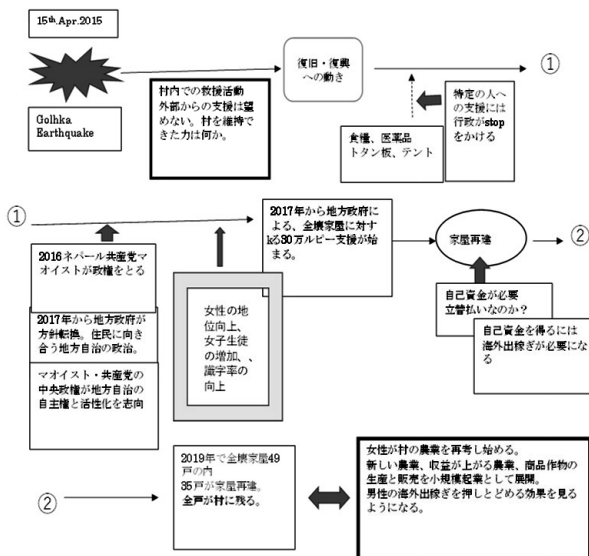 15th.Apr.2015
Golhka
Earthquake
村内での救援活動
外部からの支援は望
めない。村を維持で
きた力は何か。
復旧・復興
への動き
①
特定の人へ
の支援には
行政がstop
をかける
食糧、医薬品
トタン板、テント
①
2016ネパール共産党マ
オイストが政権をとる
2017年から地方政府が
方針転換。住民に向き
合う地方自治の政治。
マオイスト・共産党の
中央政権が地方自治の
自主権と活性化を志向
女性の地
位向上、
女子生徒
の増加、、
識字率の
向上
2017年から地方政府によ
よる、全壊家屋に対す
kる30万ルピー支援が始
まる。
家屋再建
②
自己資金が必要
立替払いなのか？
自己資金を得るには
海外出稼ぎが必要にな
る
②
2019年で全壊家屋49
戸の内
35戸が家屋再建。
全戸が村に残る。
女性が村の農業を再考し始める。
新しい農業、収益が上がる農業、商品作物の
生産と販売を小規模起業として展開。
男性の海外出稼ぎを押しとどめる効果を見る
ようになる。